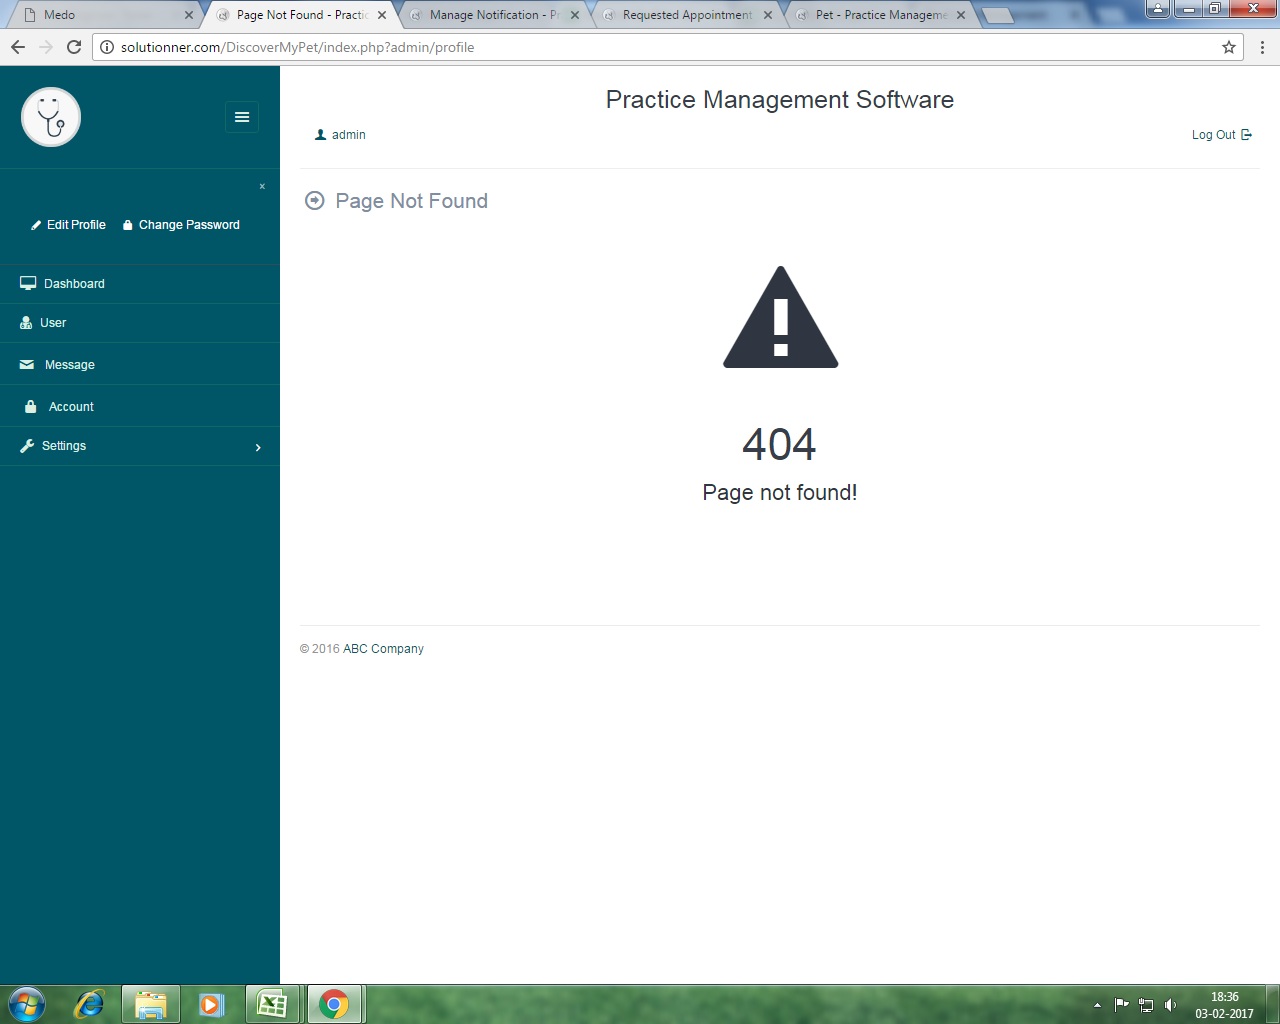 Medo
Page Not Found - Practic
Manage Notification - P
Requested Appointment
Pet - Practice Manageme
solutionner.com/DiscoverMyPet/index.php?admin/profile
Practice Management Software
admin
Log Out
Edit Profile
Change Password
Page Not Found
Dashboard
User
Message
Account
Settings
404
Page not found!
© 2016 ABC Company
18:36
03-02-2017